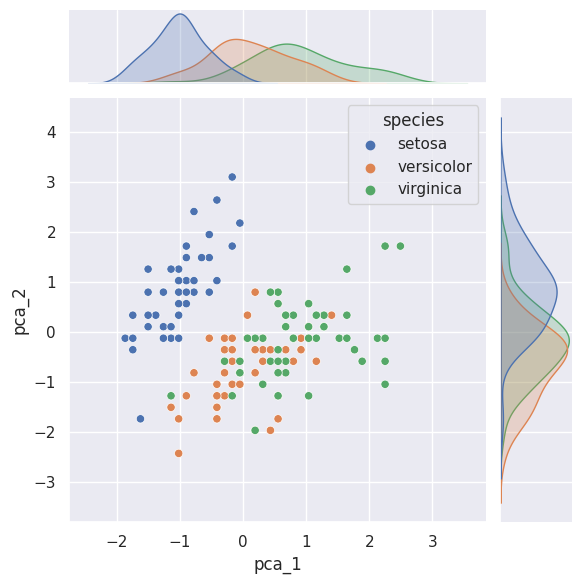 species
setosa
versicolor
virginica
4
3
2
1
0
−1
−2
−3
pca_2
−2 −1 0 1 2 3
pca_1